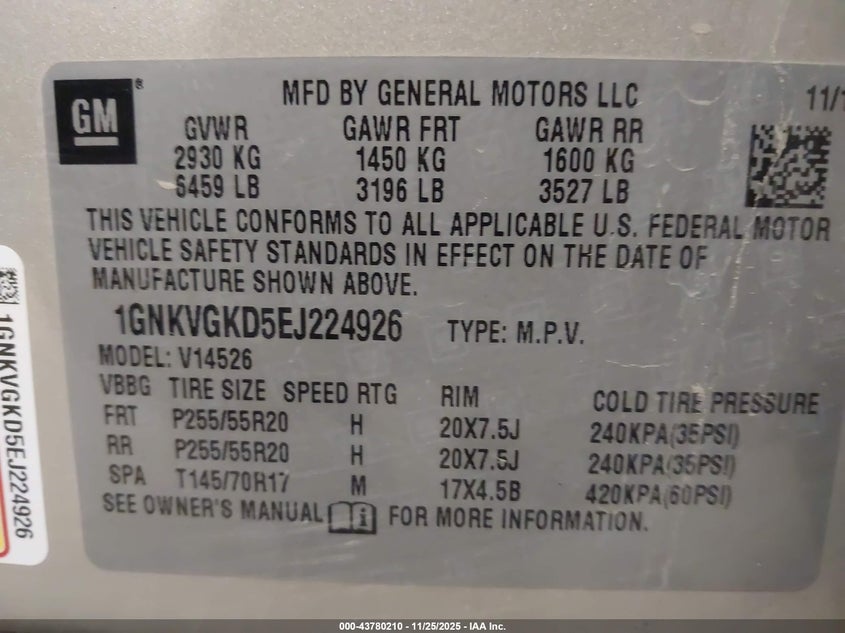 GM®
MFD BY GENERAL MOTORS LLC 11/1
GVWR GAWR FRT GAWR RR
2930 KG 1450 KG 1600 KG
6459 LB 3196 LB 3527 LB
THIS VEHICLE CONFORMS TO ALL APPLICABLE U.S. FEDERAL MOTOR
VEHICLE SAFETY STANDARDS IN EFFECT ON THE DATE OF
MANUFACTURE SHOWN ABOVE.
1GNKVGKD5EJ224926 TYPE: M.P.V.
MODEL: V14526
VBBG TIRE SIZE SPEED RTG RIM COLD TIRE PRESSURE
FRT P255/55R20 H 20X7.5J 240KPA(35PSI)
RR P255/55R20 H 20X7.5J 240KPA(35PSI)
SPA T145/70R17 M 17X4.5B 420KPA(60PSI)
SEE OWNER'S MANUAL i FOR MORE INFORMATION.
1GNKVGKD5EJ224926
000-43780210 - 11/25/2025 - IAA Inc.